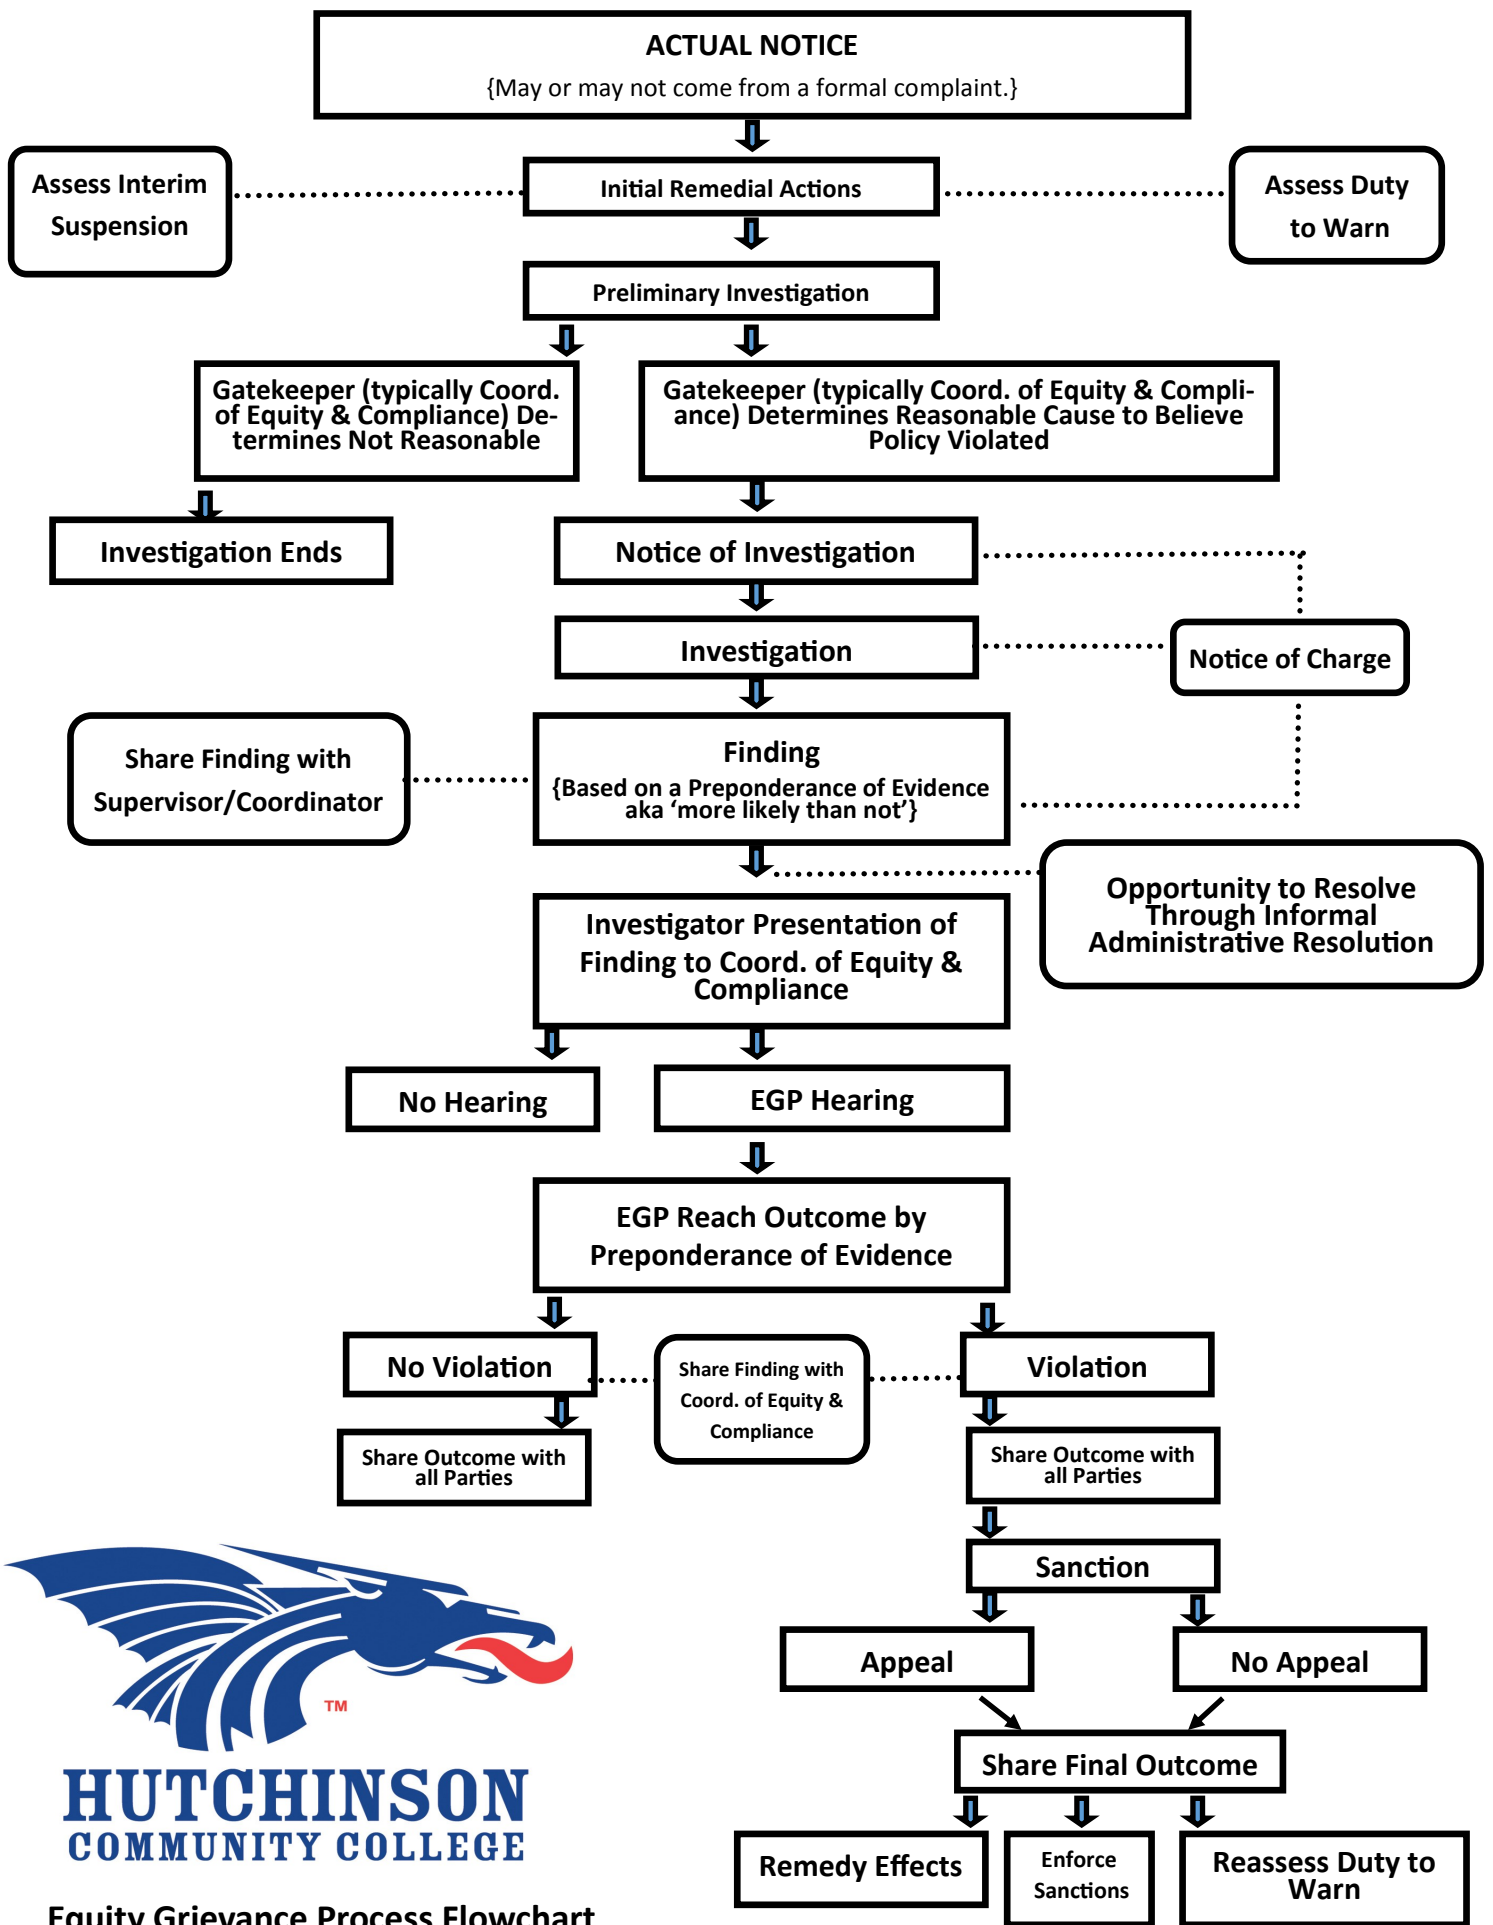 ACTUAL NOTICE
{May or may not come from a formal complaint.}
Assess Interim
Suspension
Initial Remedial Actions
Assess Duty
to Warn
Preliminary Investigation
Gatekeeper (typically Coord.
of Equity & Compliance) De-
termines Not Reasonable
Gatekeeper (typically Coord. of Equity & Compli-
ance) Determines Reasonable Cause to Believe
Policy Violated
Investigation Ends
Notice of Investigation
Investigation
Notice of Charge
Share Finding with
Supervisor/Coordinator
Finding
{Based on a Preponderance of Evidence
aka ‘more likely than not’}
Opportunity to Resolve
Through Informal
Administrative Resolution
Investigator Presentation of
Finding to Coord. of Equity &
Compliance
No Hearing
EGP Hearing
EGP Reach Outcome by
Preponderance of Evidence
No Violation
Share Finding with
Coord. of Equity &
Compliance
Violation
Share Outcome with
all Parties
Share Outcome with
all Parties
Sanction
Appeal
No Appeal
Share Final Outcome
Remedy Effects
Enforce
Sanctions
Reassess Duty to
Warn
TM
HUTCHINSON
COMMUNITY COLLEGE
Equity Grievance Process Flowchart